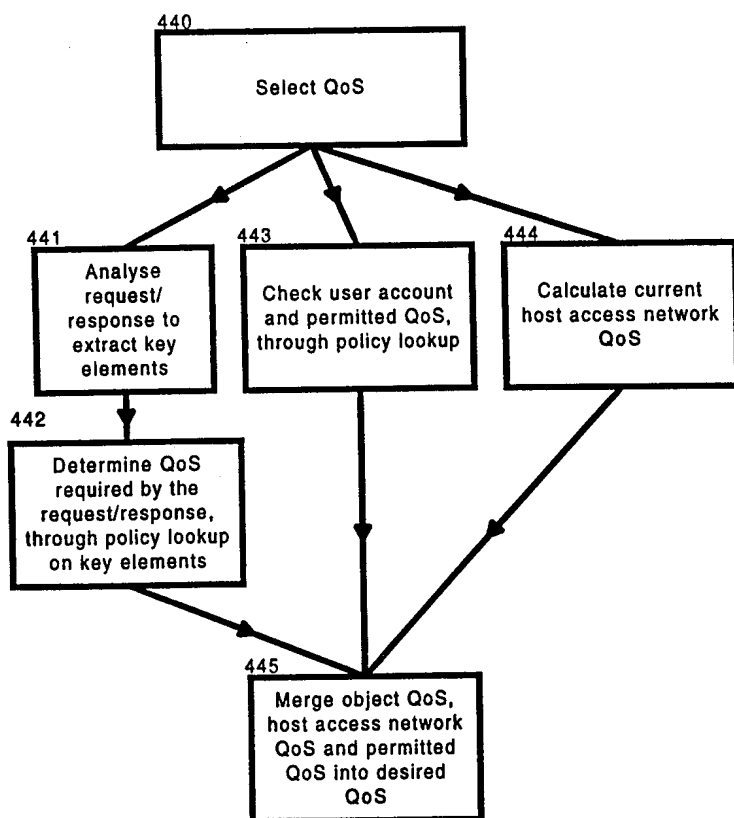 440
Select QoS
441
Analyse
request/
response to
extract key
elements
443
Check user account
and permitted QoS,
through policy lookup
444
Calculate current
host access network
QoS
442
Determine QoS
required by the
request/response,
through policy lookup
on key elements
445
Merge object QoS,
host access network
QoS and permitted
QoS into desired
QoS